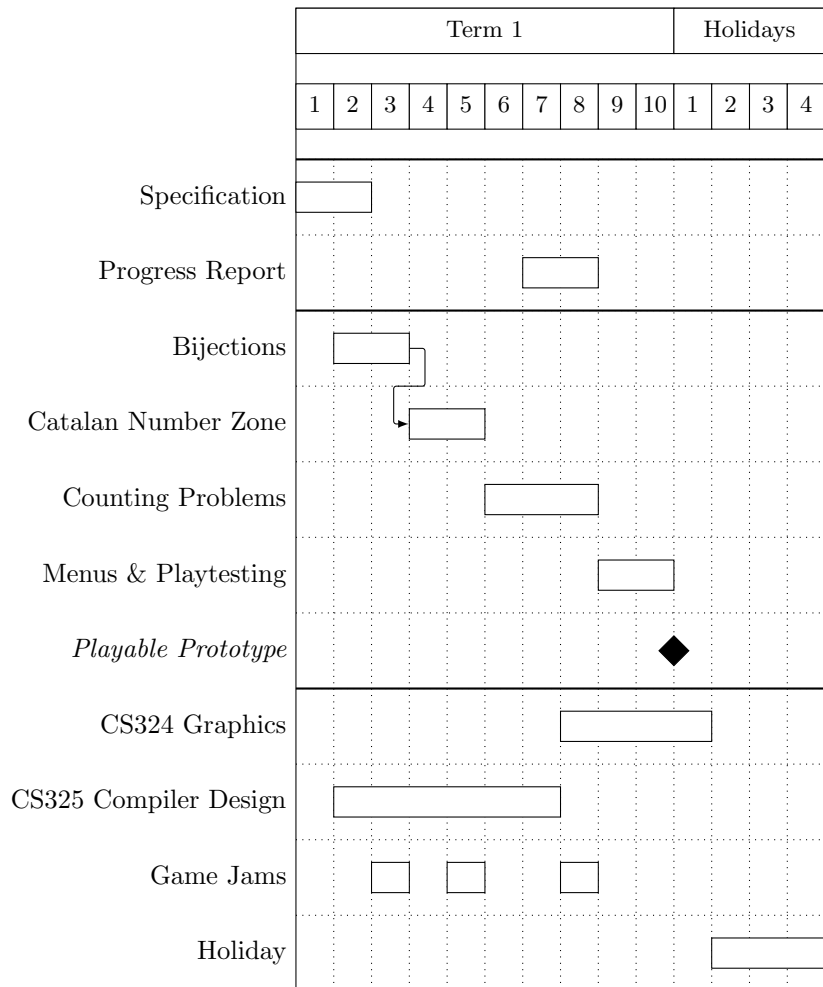 Term 1 Holidays
1 2 3 4 5 6 7 8 9 10 1 2 3 4
Specification
Progress Report
Bijections
Catalan Number Zone
Counting Problems
Menus & Playtesting
Playable Prototype
CS324 Graphics
CS325 Compiler Design
Game Jams
Holiday